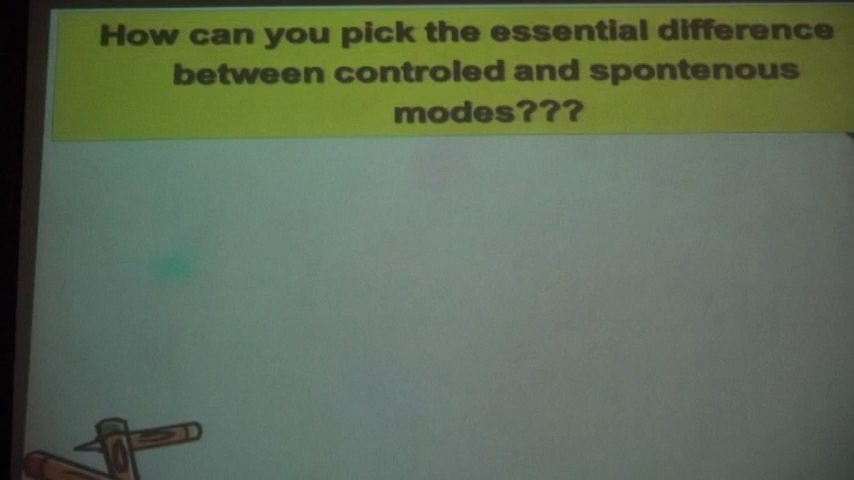 How can you pick the essential difference
between controled and spontenous
modes???